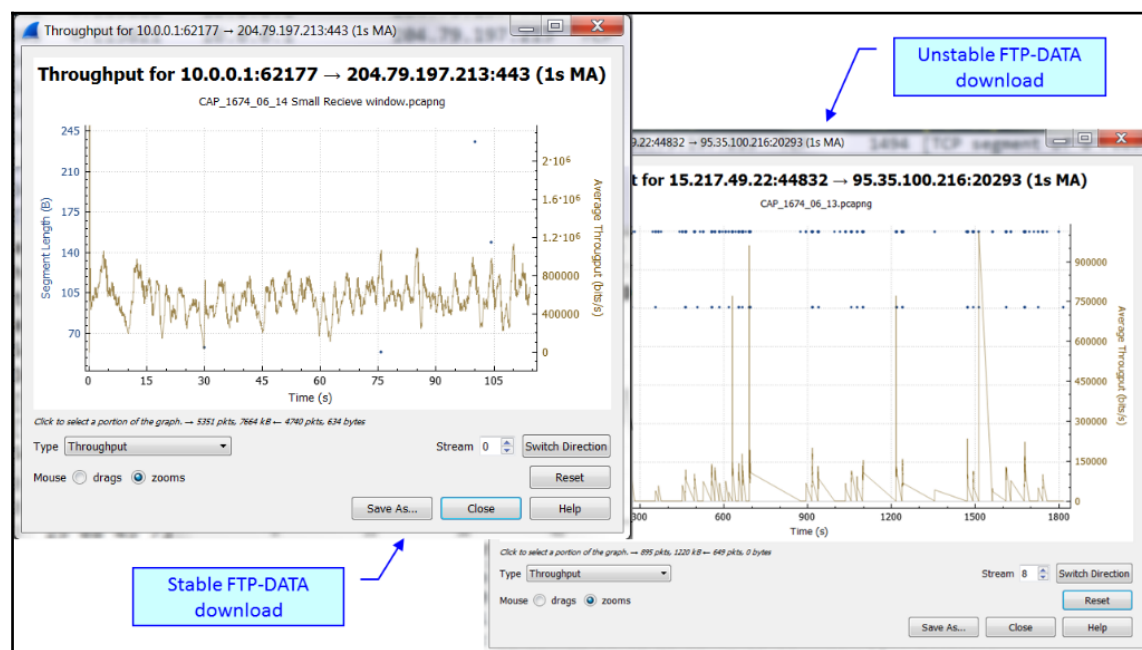 Throughput for 10.0.0.1:62177 → 204.79.197.213:443 (1s MA)
Throughput for 10.0.0.1:62177 → 204.79.197.213:443 (1s MA)
CAP_1674_06_14 Small Recieve window.pcapng
245
210
175
140
105
70
Segment Length (B)
2·10⁶
1.6·10⁶
1.2·10⁶
800000
400000
0
Average Througput (bits/s)
0 15 30 45 60 75 90 105
Time (s)
Click to select a portion of the graph. → 5351 pkts, 7664 kB ← 4740 pkts, 634 bytes
Type Throughput Stream 0 Switch Direction
Mouse drags zooms Reset
Save As... Close Help
Stable FTP-DATA
download
Unstable FTP-DATA
download
9.22:44832 → 95.35.100.216:20293 (1s MA)
1494 [TCP segment of
t for 15.217.49.22:44832 → 95.35.100.216:20293 (1s MA)
CAP_1674_06_13.pcapng
900000
750000
600000
450000
300000
150000
0
Average Througput (bits/s)
300 600 900 1200 1500 1800
Time (s)
Click to select a portion of the graph. → 895 pkts, 1220 kB ← 649 pkts, 0 bytes
Type Throughput Stream 8 Switch Direction
Mouse drags zooms Reset
Save As... Close Help